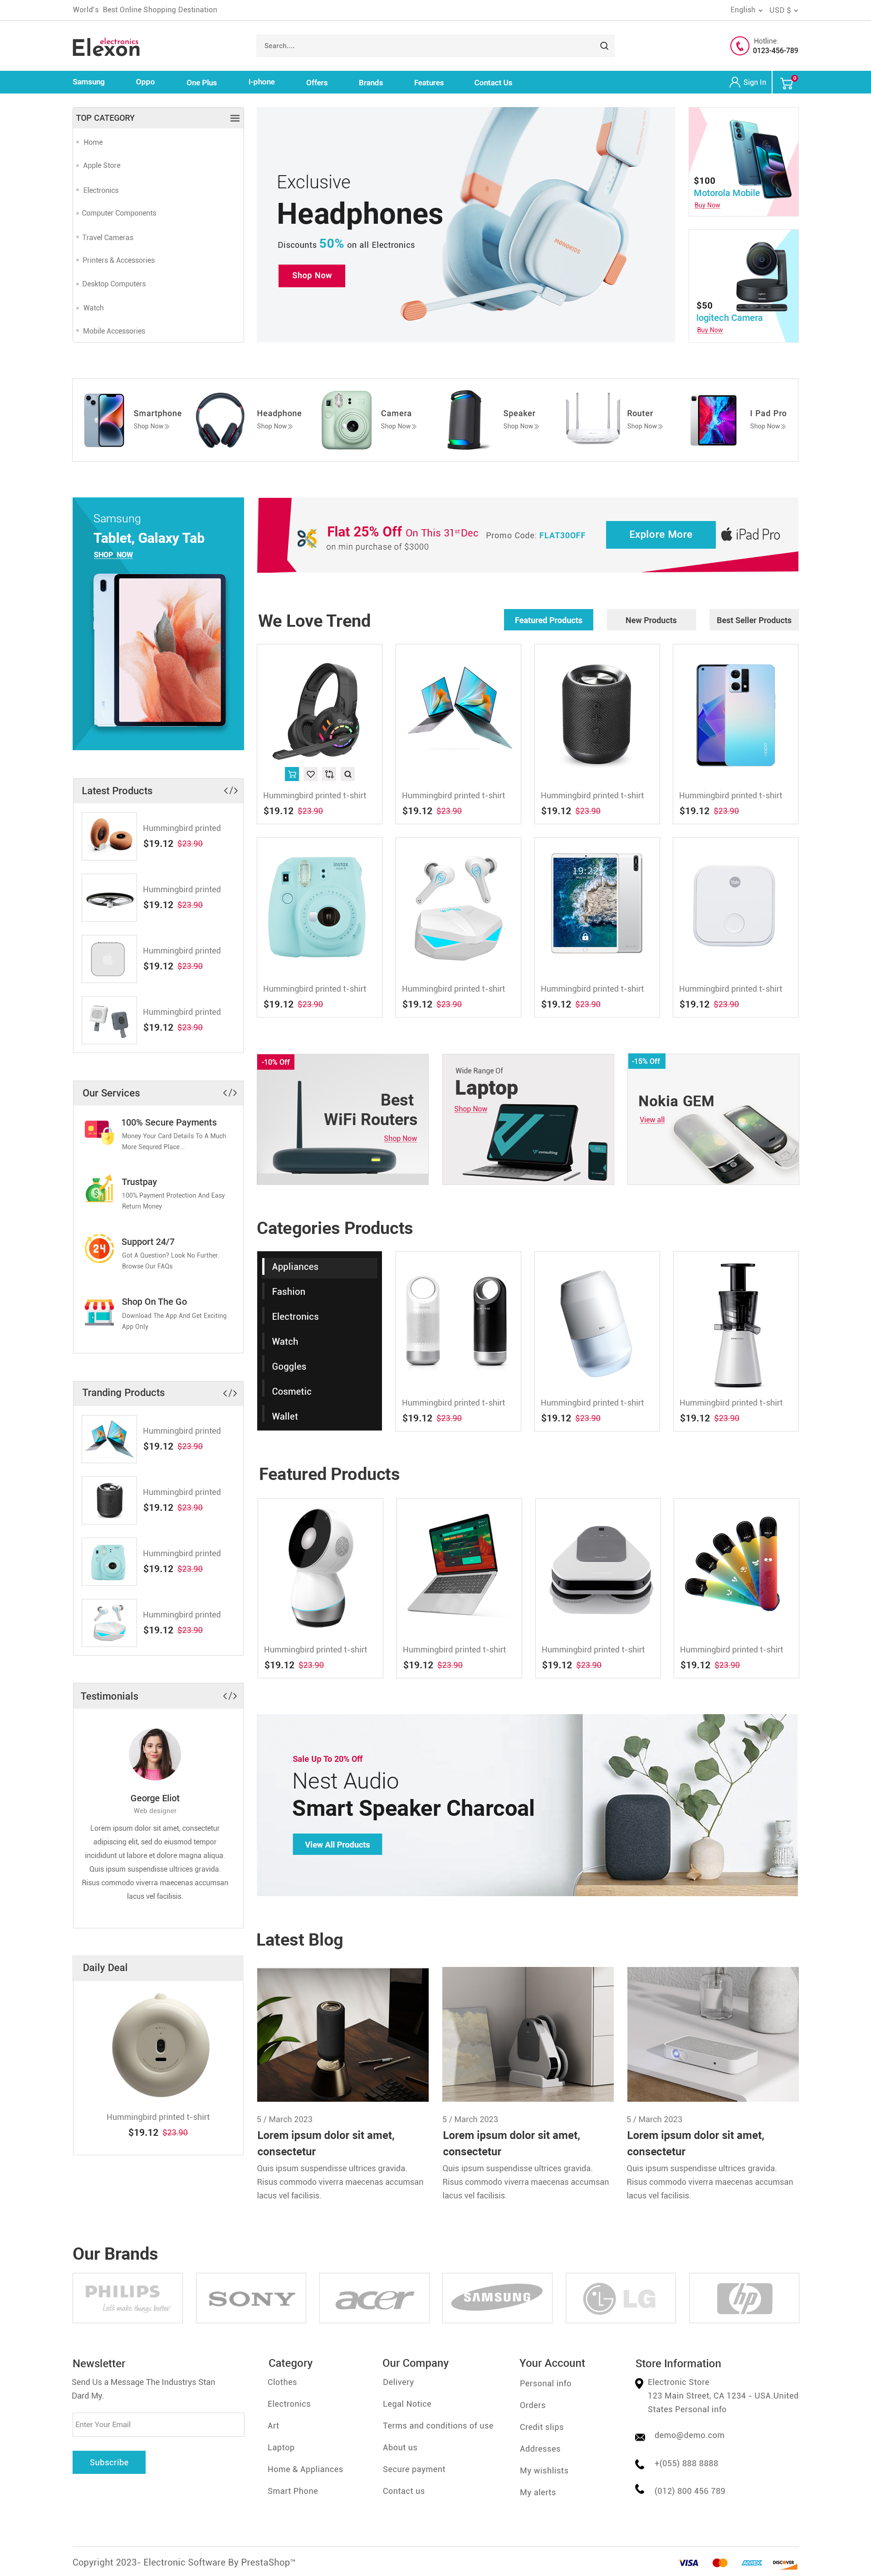 World's Best Online Shopping Destination
English
USD $
electronics
Elexon
Search....
Hotline:
0123-456-789
Samsung
Oppo
One Plus
I-phone
Offers
Brands
Features
Contact Us
Sign In
0
TOP CATEGORY
Home
Apple Store
Electronics
Computer Components
Travel Cameras
Printers & Accessories
Desktop Computers
Watch
Mobile Accessories
Exclusive
Headphones
Discounts 50% on all Electronics
Shop Now
$100
Motorola Mobile
Buy Now
$50
logitech Camera
Buy Now
Smartphone
Shop Now
Headphone
Shop Now
Camera
Shop Now
Speaker
Shop Now
Router
Shop Now
I Pad Pro
Shop Now
Samsung
Tablet, Galaxy Tab
SHOP NOW
Flat 25% Off On This 31st Dec
on min purchase of $3000
Promo Code: FLAT30OFF
Explore More
iPad Pro
We Love Trend
Featured Products
New Products
Best Seller Products
Hummingbird printed t-shirt
$19.12 $23.90
Hummingbird printed t-shirt
$19.12 $23.90
Hummingbird printed t-shirt
$19.12 $23.90
Hummingbird printed t-shirt
$19.12 $23.90
instax
19:225
Hummingbird printed t-shirt
$19.12 $23.90
Hummingbird printed t-shirt
$19.12 $23.90
Hummingbird printed t-shirt
$19.12 $23.90
Hummingbird printed t-shirt
$19.12 $23.90
Latest Products
Hummingbird printed
$19.12 $23.90
Hummingbird printed
$19.12 $23.90
Hummingbird printed
$19.12 $23.90
Hummingbird printed
$19.12 $23.90
-10% Off
Best
WiFi Routers
Shop Now
Wide Range Of
Laptop
Shop Now
consulting
-15% Off
Nokia GEM
View all
Our Services
100% Secure Payments
Money Your Card Details To A Much
More Sequred Place...
Trustpay
100% Payment Protection And Easy
Return Money
24
Support 24/7
Got A Question? Look No Further.
Browse Our FAQs
Shop On The Go
Download The App And Get Exciting
App Only
Categories Products
Appliances
Fashion
Electronics
Watch
Goggles
Cosmetic
Wallet
Hummingbird printed t-shirt
$19.12 $23.90
Hummingbird printed t-shirt
$19.12 $23.90
Hummingbird printed t-shirt
$19.12 $23.90
Tranding Products
Hummingbird printed
$19.12 $23.90
Hummingbird printed
$19.12 $23.90
Hummingbird printed
$19.12 $23.90
Hummingbird printed
$19.12 $23.90
Featured Products
Hummingbird printed t-shirt
$19.12 $23.90
Hummingbird printed t-shirt
$19.12 $23.90
Hummingbird printed t-shirt
$19.12 $23.90
Hummingbird printed t-shirt
$19.12 $23.90
Testimonials
George Eliot
Web designer
Lorem ipsum dolor sit amet, consectetur
adipisicing elit, sed do eiusmod tempor
incididunt ut labore et dolore magna aliqua.
Quis ipsum suspendisse ultrices gravida.
Risus commodo viverra maecenas accumsan
lacus vel facilisis.
Sale Up To 20% Off
Nest Audio
Smart Speaker Charcoal
View All Products
Daily Deal
Hummingbird printed t-shirt
$19.12 $23.90
Latest Blog
5 / March 2023
Lorem ipsum dolor sit amet,
consectetur
Quis ipsum suspendisse ultrices gravida.
Risus commodo viverra maecenas accumsan
lacus vel facilisis.
5 / March 2023
Lorem ipsum dolor sit amet,
consectetur
Quis ipsum suspendisse ultrices gravida.
Risus commodo viverra maecenas accumsan
lacus vel facilisis.
5 / March 2023
Lorem ipsum dolor sit amet,
consectetur
Quis ipsum suspendisse ultrices gravida.
Risus commodo viverra maecenas accumsan
lacus vel facilisis.
Our Brands
PHILIPS
Let's make things better
SONY
acer
SAMSUNG
LG
hp
Newsletter
Send Us a Message The Industrys Stan
Dard My.
Enter Your Email
Subscribe
Category
Clothes
Electronics
Art
Laptop
Home & Appliances
Smart Phone
Our Company
Delivery
Legal Notice
Terms and conditions of use
About us
Secure payment
Contact us
Your Account
Personal info
Orders
Credit slips
Addresses
My wishlists
My alerts
Store Information
Electronic Store
123 Main Street, CA 1234 - USA.United
States Personal info
demo@demo.com
+(055) 888 8888
(012) 800 456 789
Copyright 2023- Electronic Software By PrestaShop™
VISA
AMEX
DISCOVER